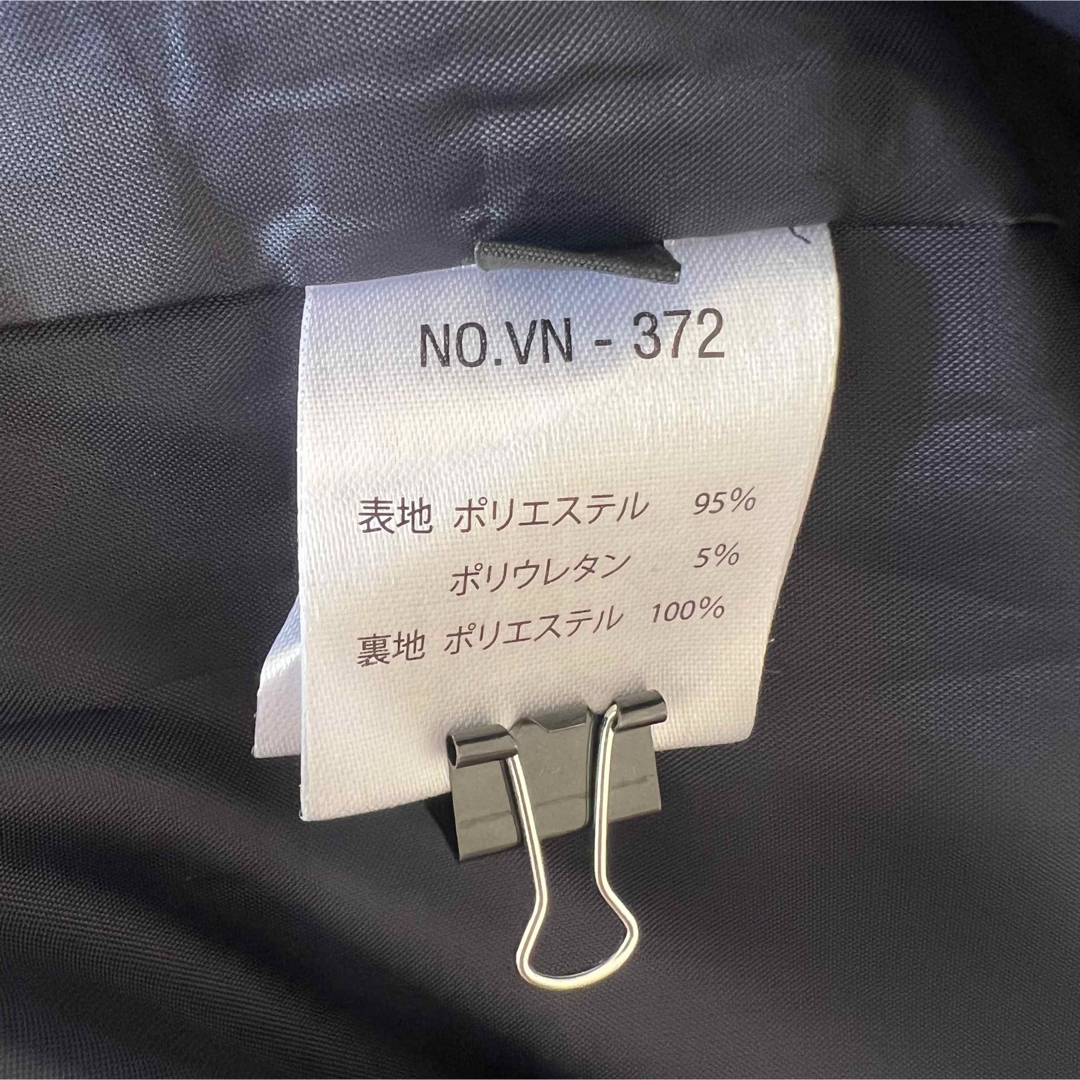 NO.VN - 372
表地 ポリエステル 95%
ポリウレタン 5%
裏地 ポリエステル 100%